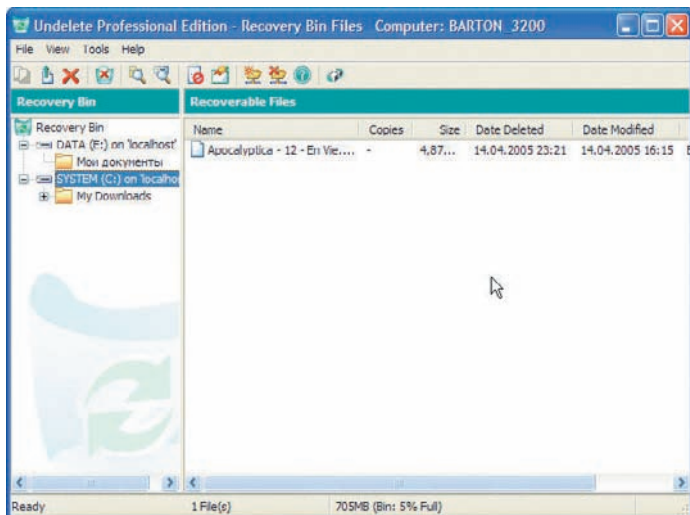 Undelete Professional Edition - Recovery Bin Files Computer: BARTON_3200
File View Tools Help
Recovery Bin
Recoverable Files
Recovery Bin
DATA (E:) on 'localhost'
Мои документы
SYSTEM (C:) on 'localho
My Downloads
Name Copies Size Date Deleted Date Modified
Apocalyptica - 12 - En Vie.... - 4,87... 14.04.2005 23:21 14.04.2005 16:15
Ready 1 File(s) 705MB (Bin: 5% Full)